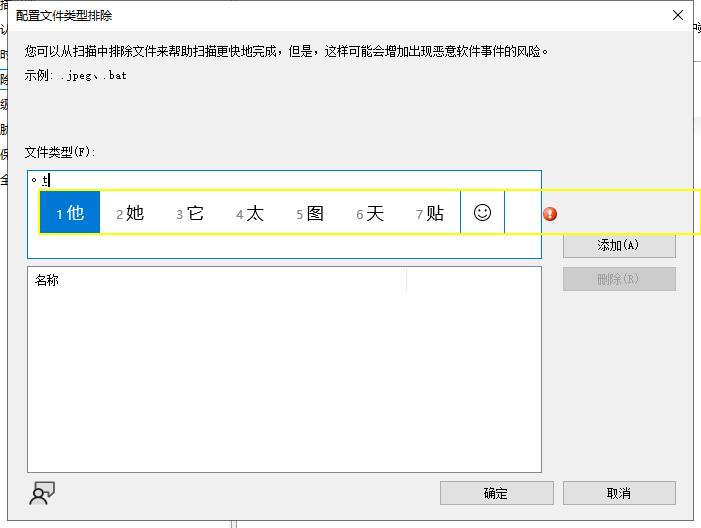 配置文件类型排除
您可以从扫描中排除文件来帮助扫描更快地完成，但是，这样可能会增加出现恶意软件事件的风险。
示例: .jpeg、.bat
文件类型(F):
。t
1 他 2 她 3 它 4 太 5 图 6 天 7 贴
添加(A)
名称
删除(R)
确定 取消